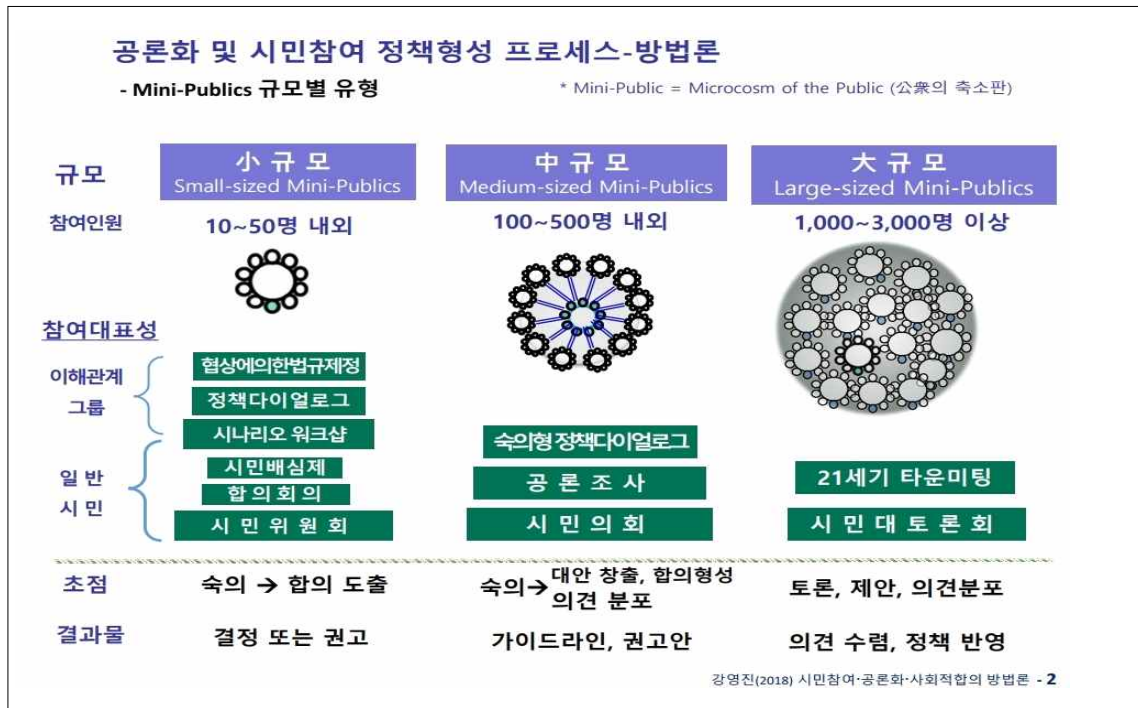 공론화 및 시민참여 정책형성 프로세스-방법론
- Mini-Publics 규모별 유형
* Mini-Public = Microcosm of the Public (公衆의 축소판)
규모
小 규 모
Small-sized Mini-Publics
中 규 모
Medium-sized Mini-Publics
大 규 모
Large-sized Mini-Publics
참여인원
10~50명 내외
100~500명 내외
1,000~3,000명 이상
참여대표성
이해관계
그룹
협상에의한법규제정
정책다이얼로그
시나리오 워크샵
일 반
시 민
시민배심제
합 의 회 의
시 민 위 원 회
숙의형 정책다이얼로그
공 론 조 사
시 민 의 회
21세기 타운미팅
시 민 대 토 론 회
초점
숙의 → 합의 도출
숙의→ 대안 창출, 합의형성
의견 분포
토론, 제안, 의견분포
결과물
결정 또는 권고
가이드라인, 권고안
의견 수렴, 정책 반영
강영진(2018) 시민참여·공론화·사회적합의 방법론 - 2